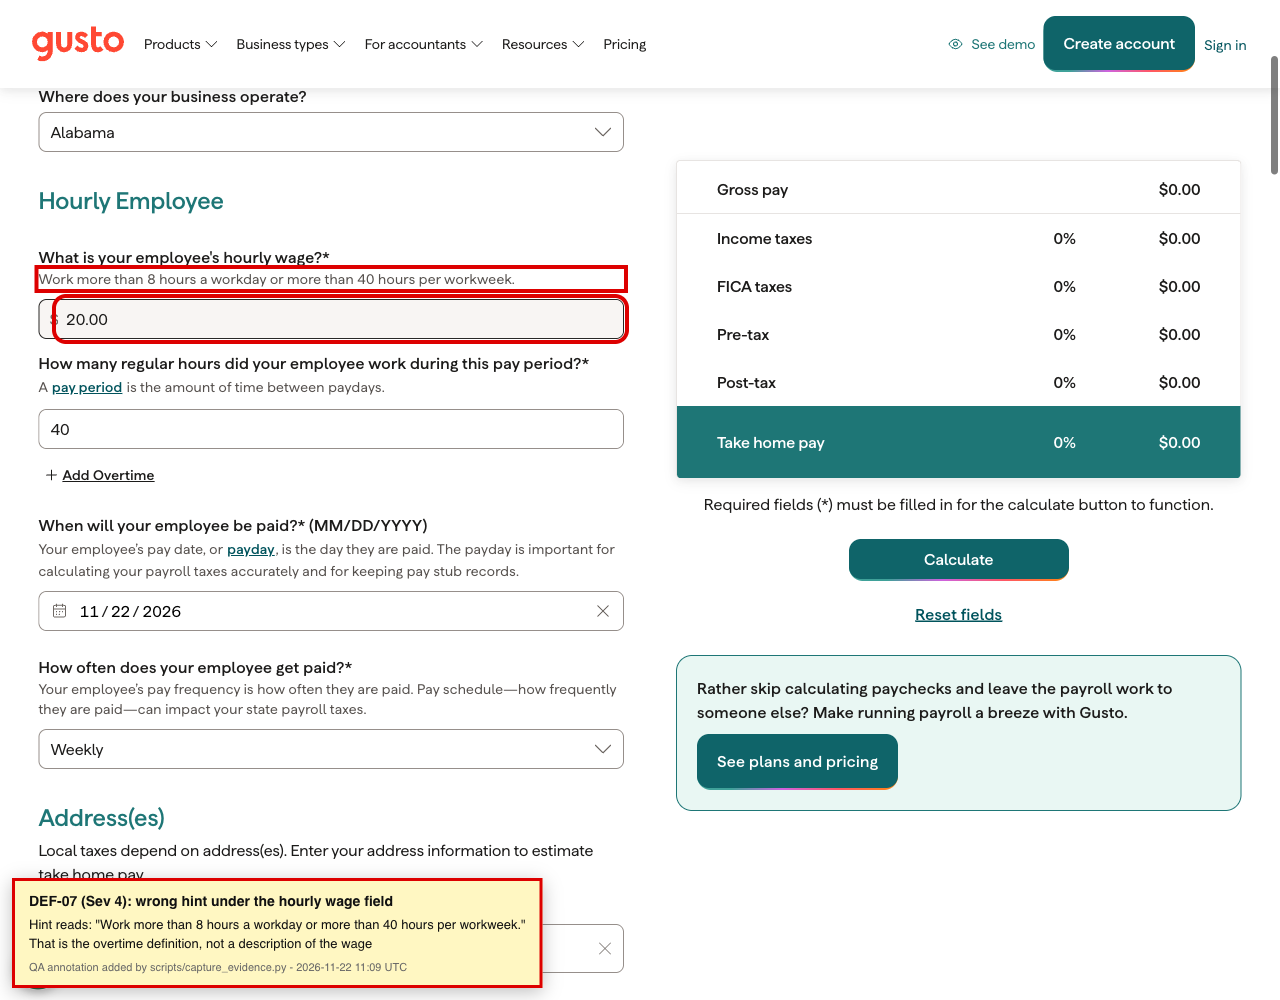 gusto
Products
Business types
For accountants
Resources
Pricing
See demo
Create account
Sign in
Where does your business operate?
Alabama
Hourly Employee
What is your employee's hourly wage?*
Work more than 8 hours a workday or more than 40 hours per workweek.
$ 20.00
How many regular hours did your employee work during this pay period?*
A pay period is the amount of time between paydays.
40
+ Add Overtime
When will your employee be paid?* (MM/DD/YYYY)
Your employee's pay date, or payday, is the day they are paid. The payday is important for
calculating your payroll taxes accurately and for keeping pay stub records.
11 / 22 / 2026
How often does your employee get paid?*
Your employee's pay frequency is how often they are paid. Pay schedule—how frequently
they are paid—can impact your state payroll taxes.
Weekly
Address(es)
Local taxes depend on address(es). Enter your address information to estimate
take home pay
DEF-07 (Sev 4): wrong hint under the hourly wage field
Hint reads: "Work more than 8 hours a workday or more than 40 hours per workweek."
That is the overtime definition, not a description of the wage
QA annotation added by scripts/capture_evidence.py - 2026-11-22 11:09 UTC
Gross pay $0.00
Income taxes 0% $0.00
FICA taxes 0% $0.00
Pre-tax 0% $0.00
Post-tax 0% $0.00
Take home pay 0% $0.00
Required fields (*) must be filled in for the calculate button to function.
Calculate
Reset fields
Rather skip calculating paychecks and leave the payroll work to
someone else? Make running payroll a breeze with Gusto.
See plans and pricing